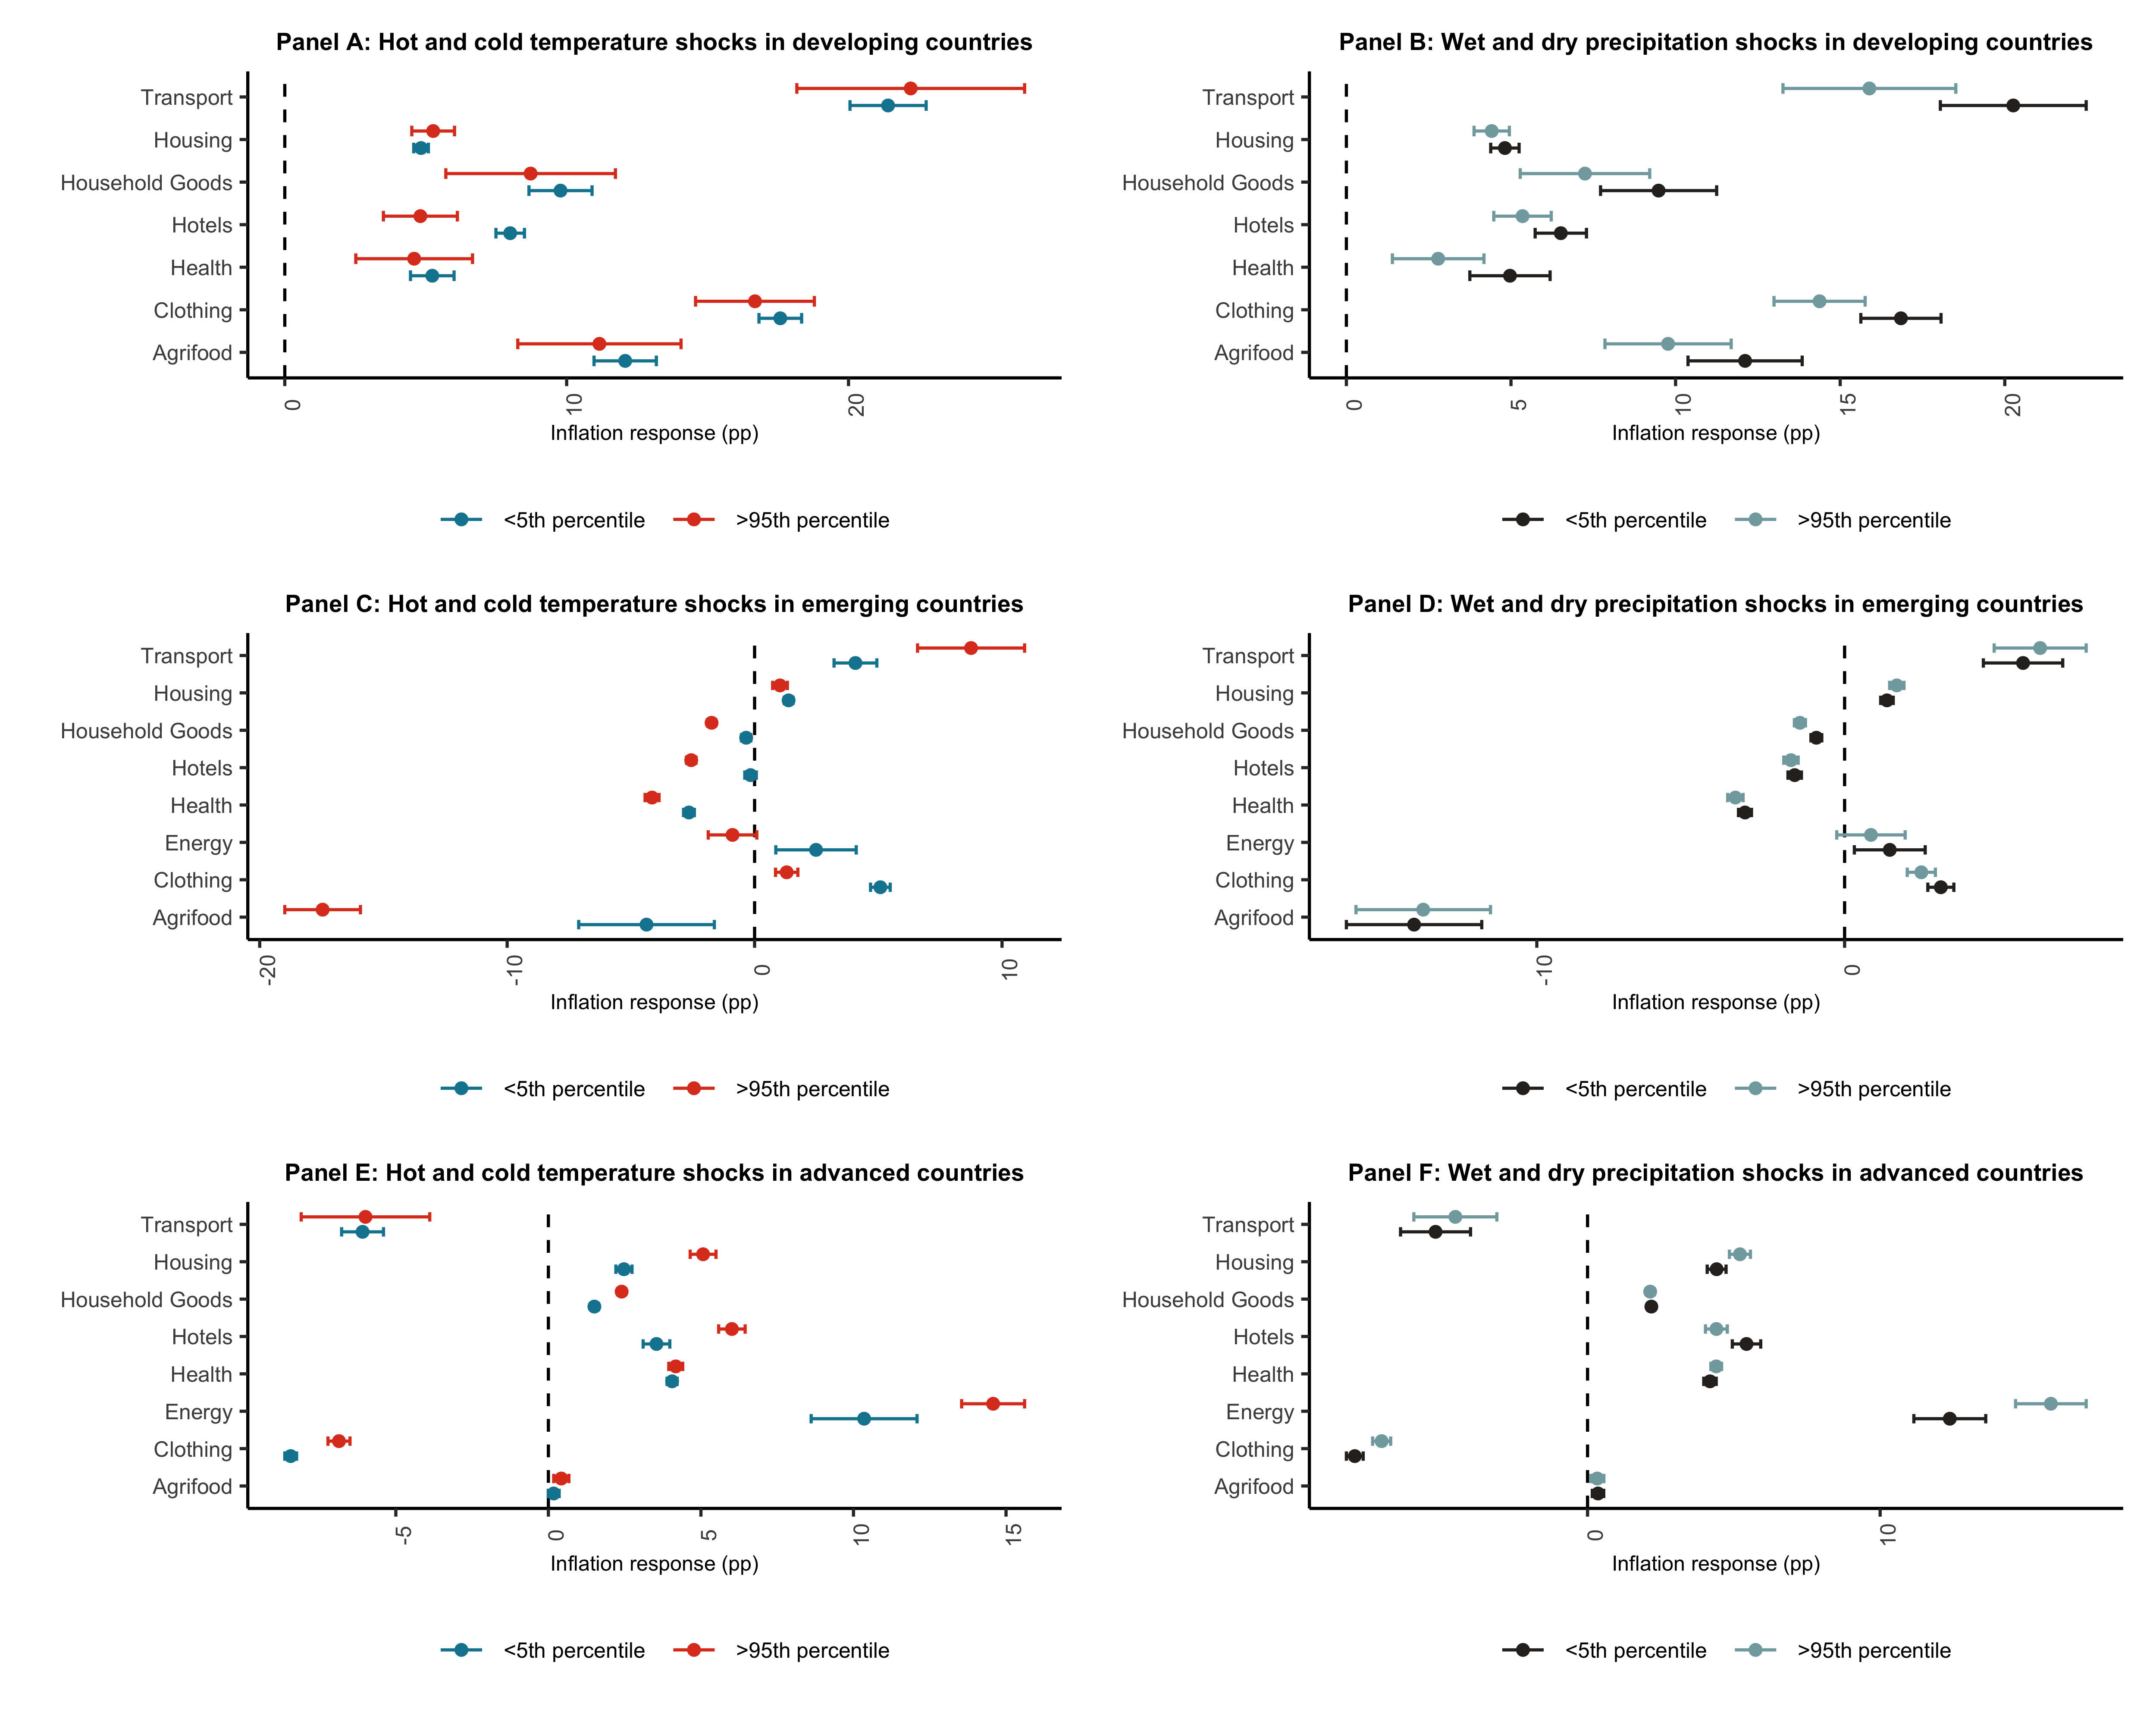 Panel A: Hot and cold temperature shocks in developing countries
Transport
Housing
Household Goods
Hotels
Health
Clothing
Agrifood
0
10
20
Inflation response (pp)
<5th percentile
>95th percentile
Panel B: Wet and dry precipitation shocks in developing countries
Transport
Housing
Household Goods
Hotels
Health
Clothing
Agrifood
0
5
10
15
20
Inflation response (pp)
<5th percentile
>95th percentile
Panel C: Hot and cold temperature shocks in emerging countries
Transport
Housing
Household Goods
Hotels
Health
Energy
Clothing
Agrifood
-20
-10
0
10
Inflation response (pp)
<5th percentile
>95th percentile
Panel D: Wet and dry precipitation shocks in emerging countries
Transport
Housing
Household Goods
Hotels
Health
Energy
Clothing
Agrifood
-10
0
Inflation response (pp)
<5th percentile
>95th percentile
Panel E: Hot and cold temperature shocks in advanced countries
Transport
Housing
Household Goods
Hotels
Health
Energy
Clothing
Agrifood
-5
0
5
10
15
Inflation response (pp)
<5th percentile
>95th percentile
Panel F: Wet and dry precipitation shocks in advanced countries
Transport
Housing
Household Goods
Hotels
Health
Energy
Clothing
Agrifood
0
10
Inflation response (pp)
<5th percentile
>95th percentile